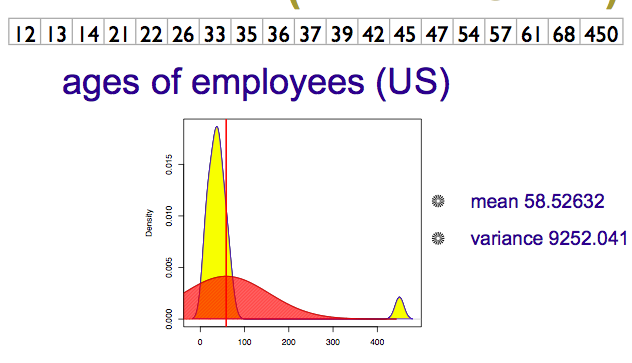 12 13 14 21 22 26 33 35 36 37 39 42 45 47 54 57 61 68 450
ages of employees (US)
mean 58.52632
variance 9252.041
Density
0.015
0.010
0.005
0.000
0 100 200 300 400